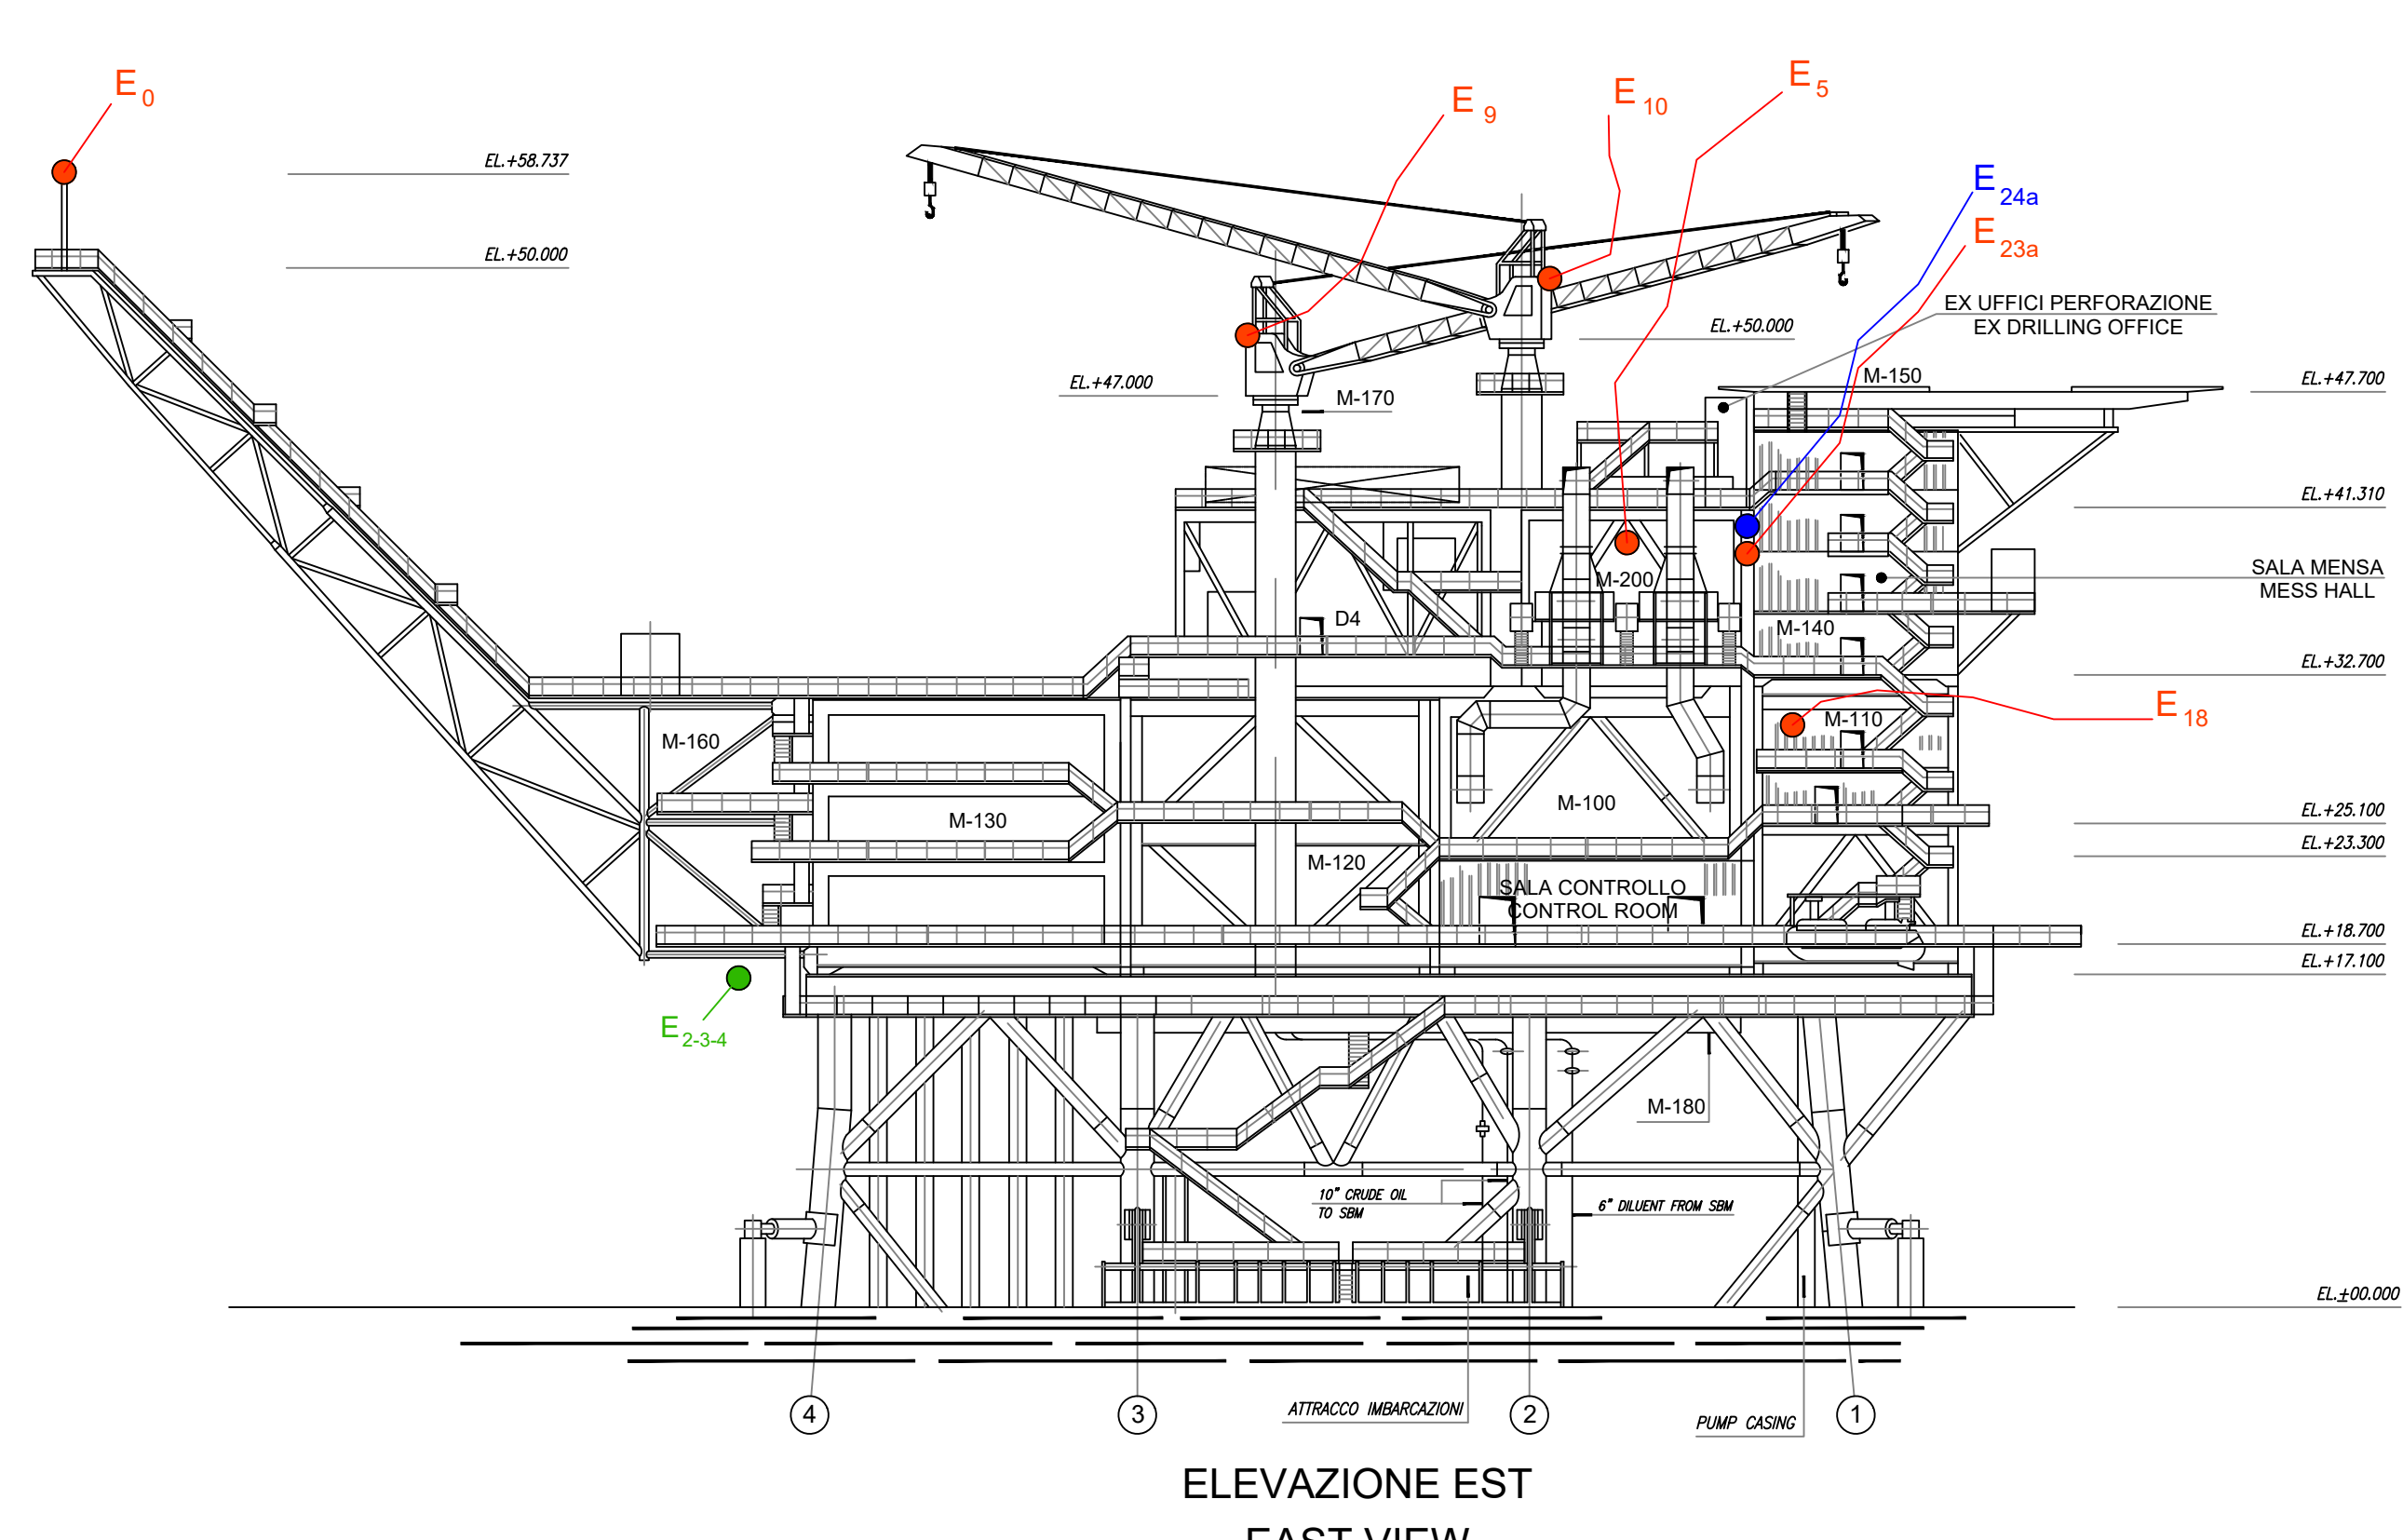 E 0
E 9
E 10
E 5
E 24a
E 23a
EL.+58.737
EL.+50.000
EX UFFICI PERFORAZIONE
EX DRILLING OFFICE
EL.+50.000
EL.+47.000
M-170
M-150
EL.+47.700
EL.+41.310
SALA MENSA
MESS HALL
M-200
D4
M-140
EL.+32.700
E 18
M-160
M-110
M-130
M-100
EL.+25.100
EL.+23.300
M-120
SALA CONTROLLO
CONTROL ROOM
EL.+18.700
EL.+17.100
E 2-3-4
M-180
10" CRUDE OIL
TO SBM
6" DILUENT FROM SBM
EL.±00.000
4
3
2
1
ATTRACCO IMBARCAZIONI
PUMP CASING
ELEVAZIONE EST
EAST VIEW